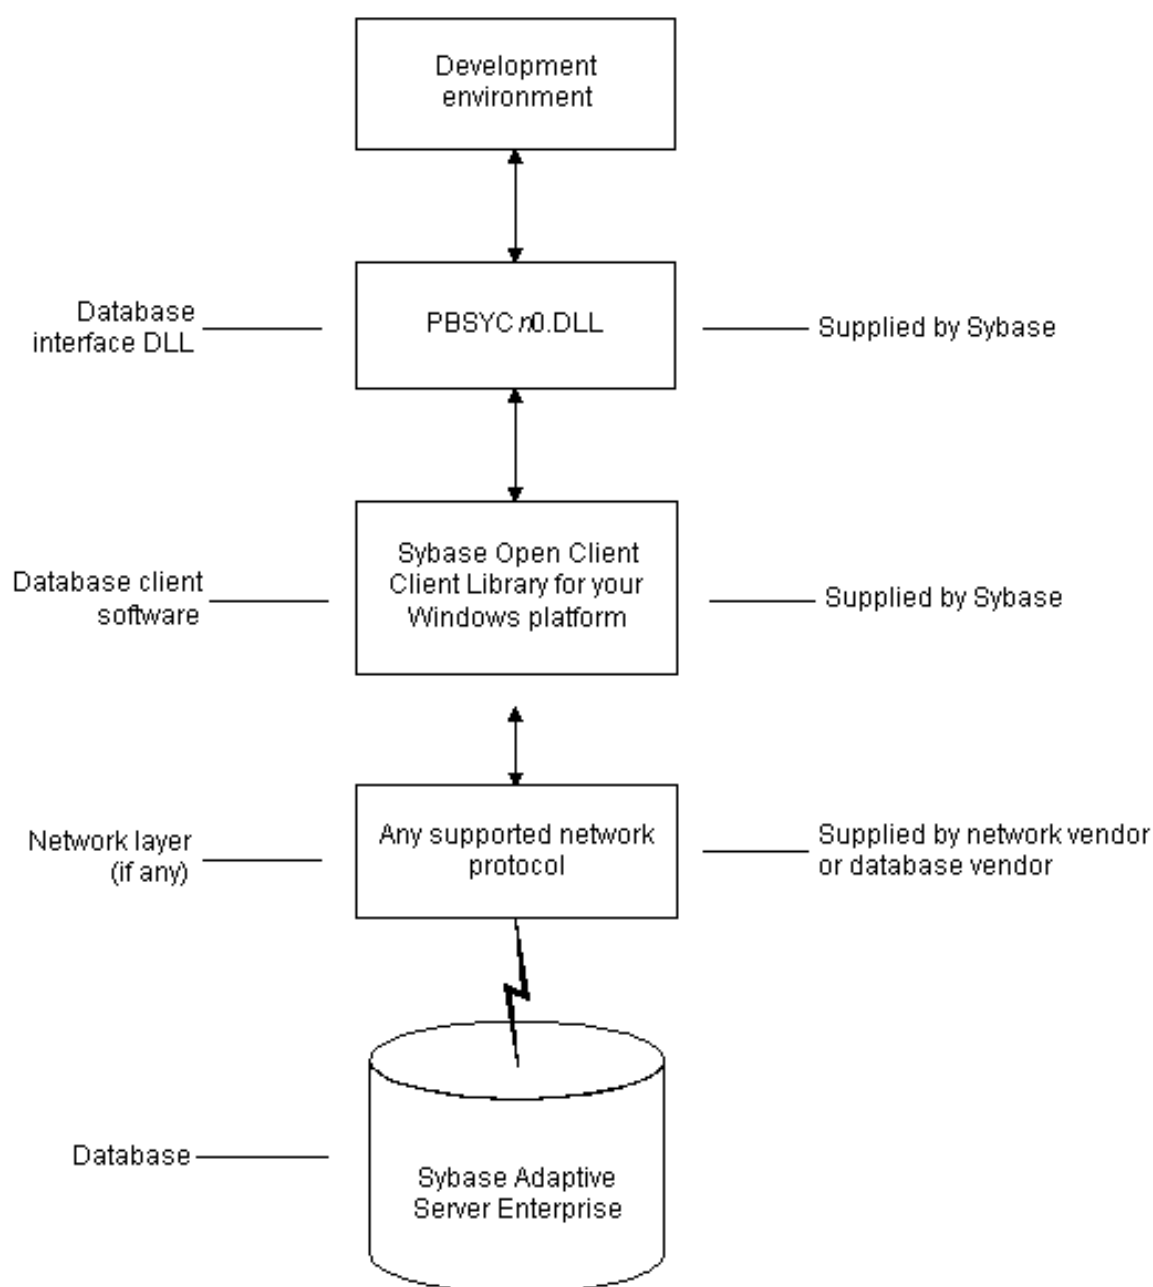 Development
environment
Database
interface DLL
PBSYCn0.DLL
Supplied by Sybase
Database client
software
Sybase Open Client
Client Library for your
Windows platform
Supplied by Sybase
Network layer
(if any)
Any supported network
protocol
Supplied by network vendor
or database vendor
Database
Sybase Adaptive
Server Enterprise